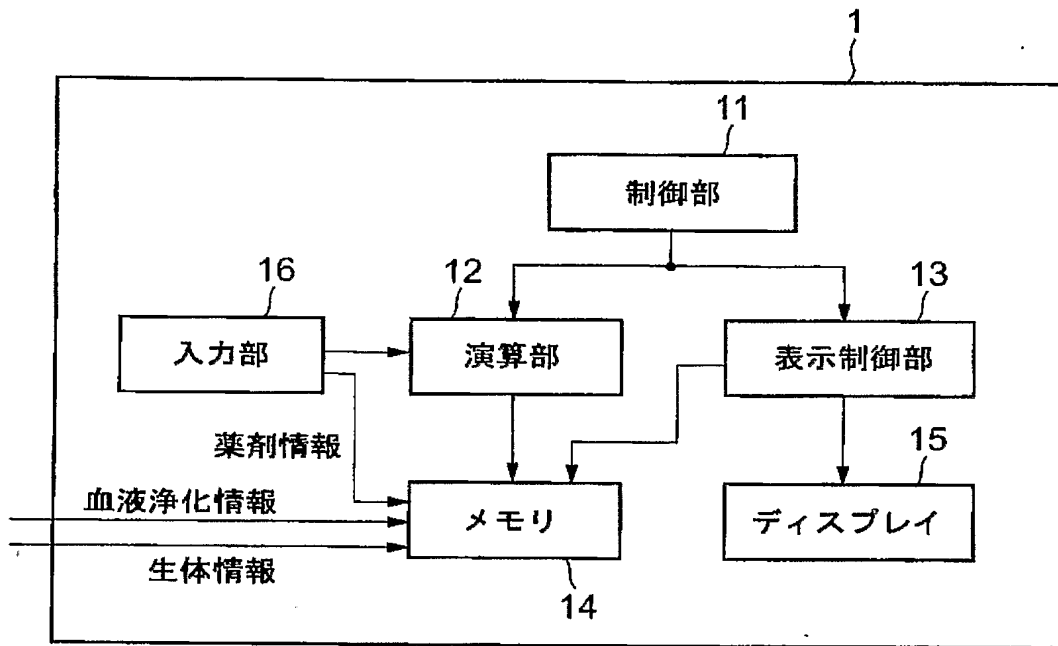 1
11
制御部
16
12
13
入力部
演算部
表示制御部
薬剤情報
15
血液浄化情報
メモリ
ディスプレイ
生体情報
14